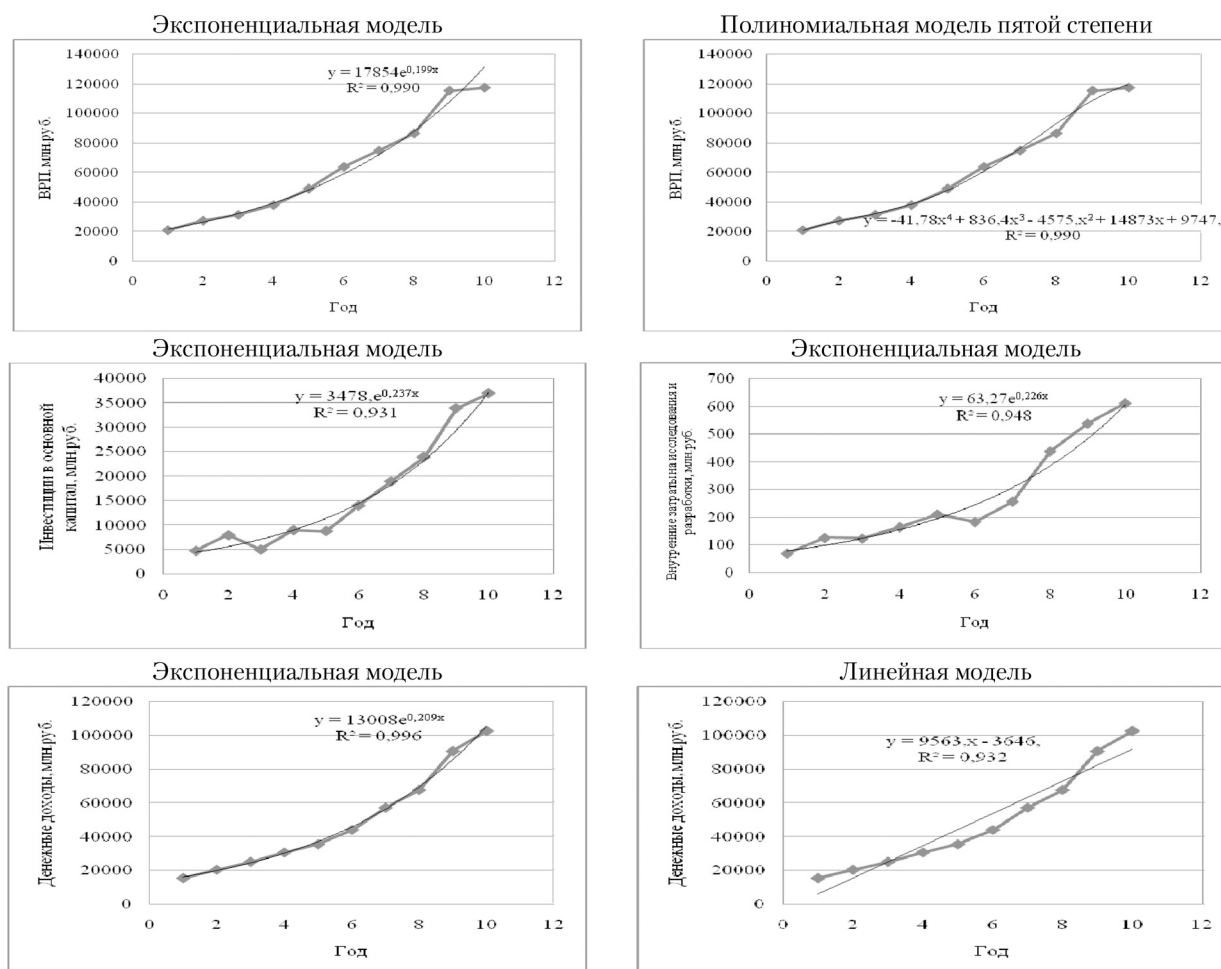 Экспоненциальная модель
140000
120000
100000
80000
60000
40000
20000
0
ВРП, млн.руб.
y = 17854e^0,199x
R² = 0,990
0 2 4 6 8 10 12
Год
Полиномиальная модель пятой степени
140000
120000
100000
80000
60000
40000
20000
0
ВРП, млн.руб.
y = -41,78x⁴ + 836,4x³ - 4575,x² + 14873x + 9747,
R² = 0,990
0 2 4 6 8 10 12
Год
Экспоненциальная модель
40000
35000
30000
25000
20000
15000
10000
5000
0
Инвестиции в основной
капитал, млн.руб.
y = 3478,e^0,237x
R² = 0,931
0 2 4 6 8 10 12
Год
Экспоненциальная модель
700
600
500
400
300
200
100
0
Внутренние затраты на исследования и
разработки, млн.руб.
y = 63,27e^0,226x
R² = 0,948
0 2 4 6 8 10 12
Год
Экспоненциальная модель
120000
100000
80000
60000
40000
20000
0
Денежные доходы, млн.руб.
y = 13008e^0,209x
R² = 0,996
0 2 4 6 8 10 12
Год
Линейная модель
120000
100000
80000
60000
40000
20000
0
Денежные доходы, млн.руб.
y = 9563,x - 3646,
R² = 0,932
0 2 4 6 8 10 12
Год